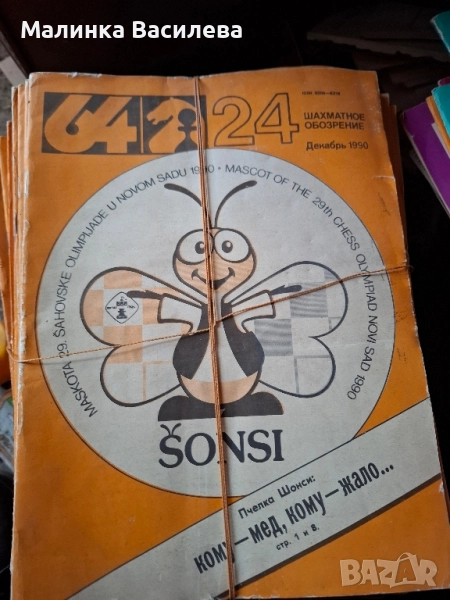 Малинка Василева
64
24
ШАХМАТНОЕ
ОБОЗРЕНИЕ
Декабрь 1990
MASKOTA 29. ŠAHOVSKE OLIMPIJADE U NOVOM SADU 1990 • MASCOT OF THE 29th CHESS OLYMPIAD NOVI SAD 1990
ŠONSI
Пчелка Шонси:
кому — мед, кому — жало...
стр. 1 и 8.
BAZAR